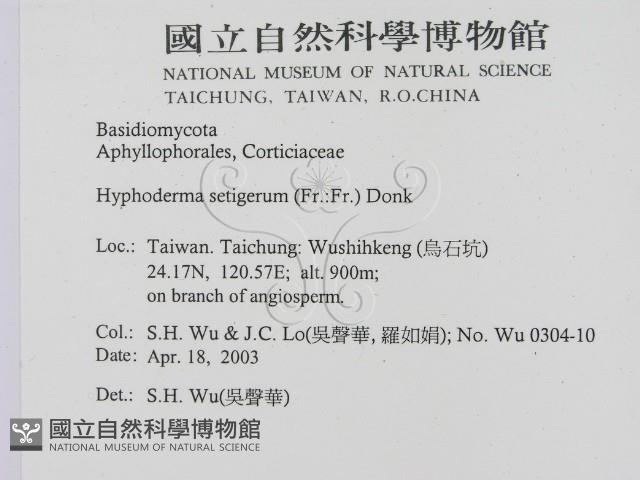 國立自然科學博物館
NATIONAL MUSEUM OF NATURAL SCIENCE
TAICHUNG, TAIWAN, R.O.CHINA
Basidiomycota
Aphyllophorales, Corticiaceae
Hyphoderma setigerum (Fr.:Fr.) Donk
Loc.: Taiwan. Taichung: Wushihkeng (烏石坑)
24.17N, 120.57E; alt. 900m;
on branch of angiosperm.
Col.: S.H. Wu & J.C. Lo(吳聲華, 羅如娟); No. Wu 0304-10
Date: Apr. 18, 2003
Det.: S.H. Wu(吳聲華)
國立自然科學博物館
NATIONAL MUSEUM OF NATURAL SCIENCE